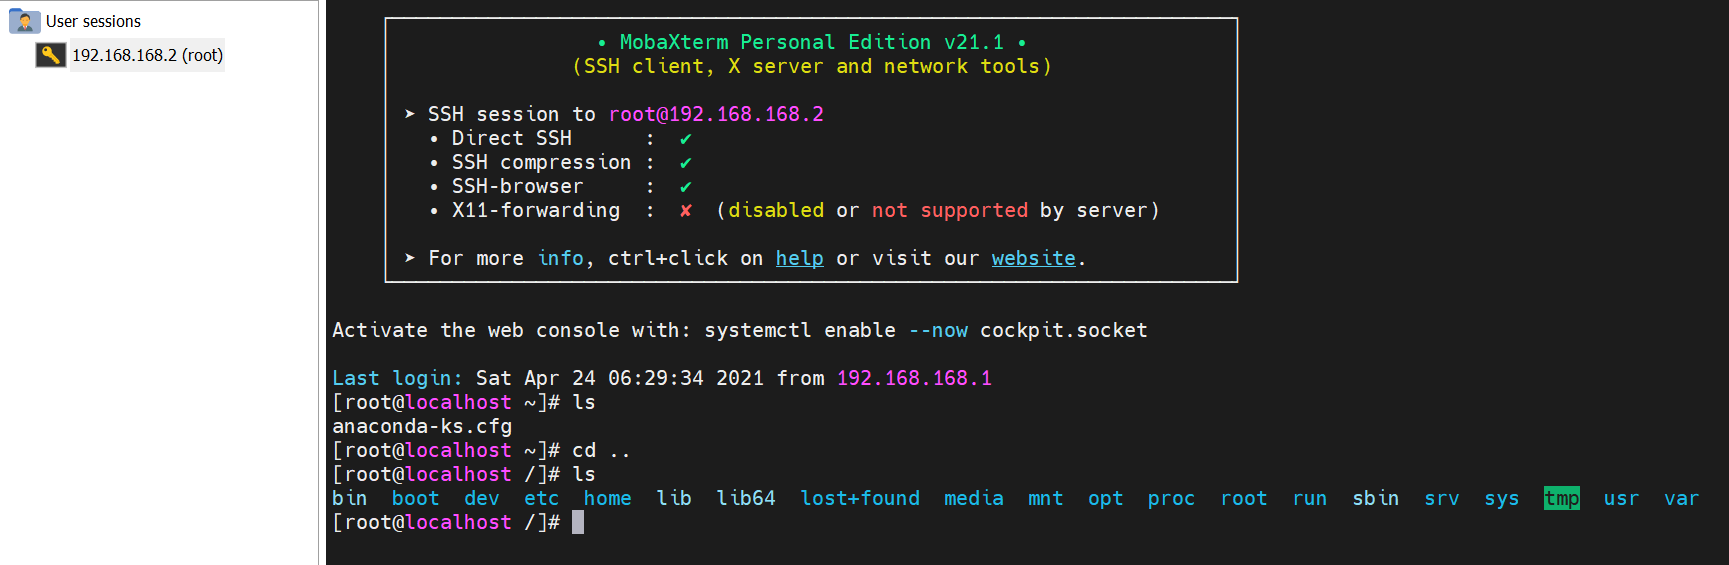 User sessions
192.168.168.2 (root)
• MobaXterm Personal Edition v21.1 •
(SSH client, X server and network tools)
➤ SSH session to root@192.168.168.2
• Direct SSH      :  ✔
• SSH compression :  ✔
• SSH-browser     :  ✔
• X11-forwarding  :  ✘  (disabled or not supported by server)
➤ For more info, ctrl+click on help or visit our website.
Activate the web console with: systemctl enable --now cockpit.socket
Last login: Sat Apr 24 06:29:34 2021 from 192.168.168.1
[root@localhost ~]# ls
anaconda-ks.cfg
[root@localhost ~]# cd ..
[root@localhost /]# ls
bin  boot  dev  etc  home  lib  lib64  lost+found  media  mnt  opt  proc  root  run  sbin  srv  sys  tmp  usr  var
[root@localhost /]#